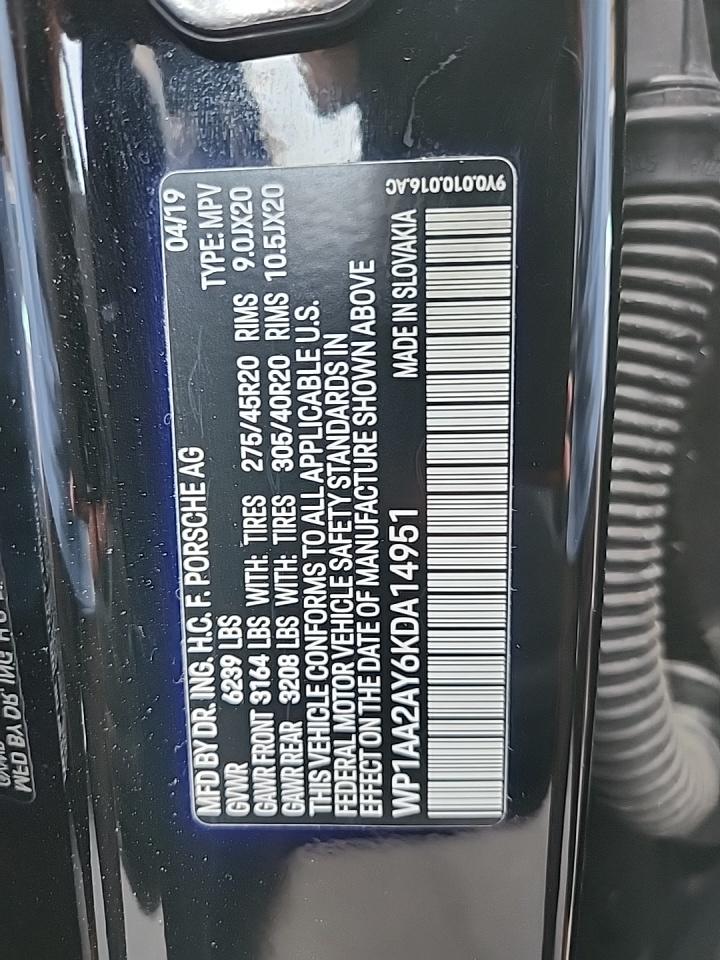 MFD BY DR. ING. H.C. F. PORSCHE AG 04/19
GVWR 6239 LBS TYPE: MPV
GAWR FRONT 3164 LBS WITH: TIRES 275/45R20 RIMS 9.0JX20
GAWR REAR 3208 LBS WITH: TIRES 305/40R20 RIMS 10.5JX20
THIS VEHICLE CONFORMS TO ALL APPLICABLE U.S.
FEDERAL MOTOR VEHICLE SAFETY STANDARDS IN
EFFECT ON THE DATE OF MANUFACTURE SHOWN ABOVE
WP1AA2AY6KDA14951 MADE IN SLOVAKIA
9Y0.010.016.AC